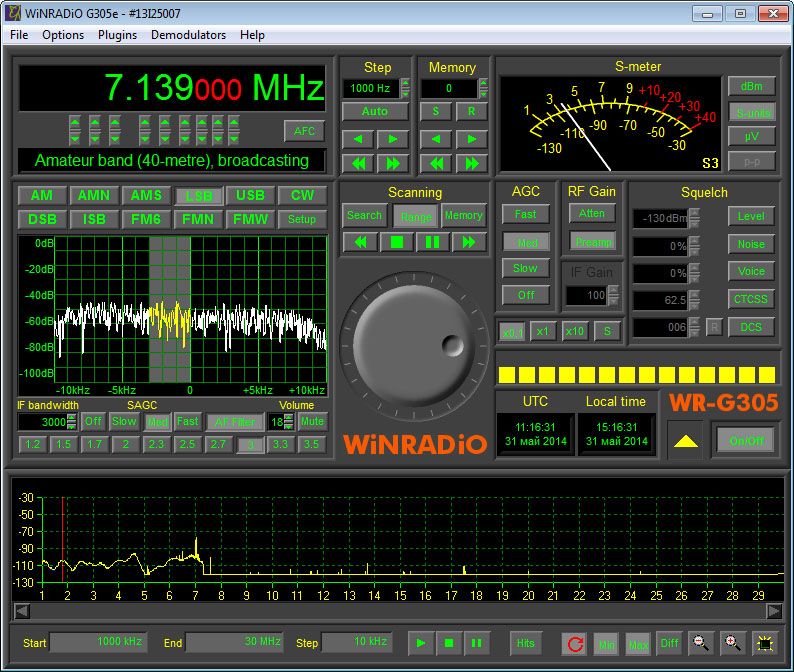 WiNRADiO G305e - #13I25007
File Options Plugins Demodulators Help
7.139000 MHz
AFC
Amateur band (40-metre), broadcasting
Step
1000 Hz
Auto
Memory
0
S R
S-meter
1 3 5 7 9 +10 +20 +30 +40
-130 -110 -90 -70 -50 -30
S3
dBm
S-units
µV
p-p
AM AMN AMS LSB USB CW
DSB ISB FM6 FMN FMW Setup
0dB
-20dB
-40dB
-60dB
-80dB
-100dB
-10kHz -5kHz 0 +5kHz +10kHz
IF bandwidth SAGC Volume
3000 Off Slow Med Fast AF Filter 18 Mute
1.2 1.5 1.7 2 2.3 2.5 2.7 3 3.3 3.5
Scanning
Search Range Memory
WiNRADiO
AGC
Fast
Med
Slow
Off
RF Gain
Atten
Preamp
IF Gain
100
x0.1 x1 x10 S
Squelch
-130dBm Level
0% Noise
0% Voice
62.5 CTCSS
006 R DCS
UTC
11:16:31
31 май 2014
Local time
15:16:31
31 май 2014
WR-G305
On/Off
-30
-50
-70
-90
-110
-130
1 2 3 4 5 6 7 8 9 10 11 12 13 14 15 16 17 18 19 20 21 22 23 24 25 26 27 28 29
Start 1000 kHz End 30 MHz Step 10 kHz Hits Min Max Diff